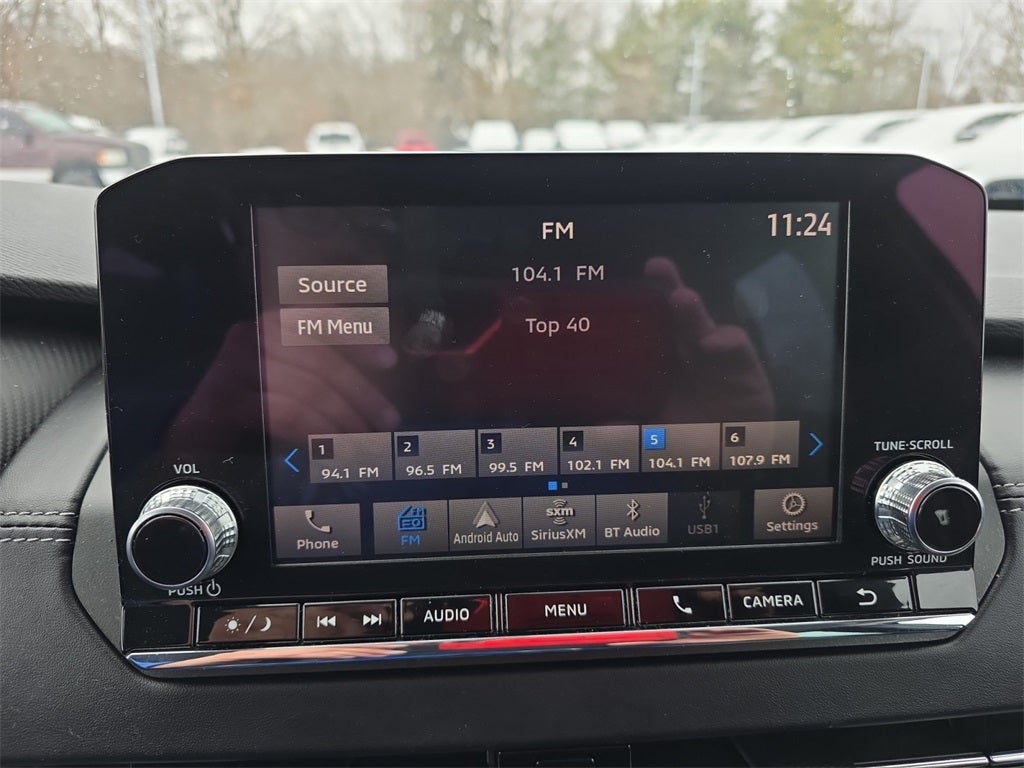 FM
11:24
104.1 FM
Source
FM Menu
Top 40
1
94.1 FM
2
96.5 FM
3
99.5 FM
4
102.1 FM
5
104.1 FM
6
107.9 FM
VOL
PUSH
TUNE·SCROLL
PUSH SOUND
Phone
FM
Android Auto
sxm
SiriusXM
BT Audio
USB1
Settings
AUDIO
MENU
CAMERA